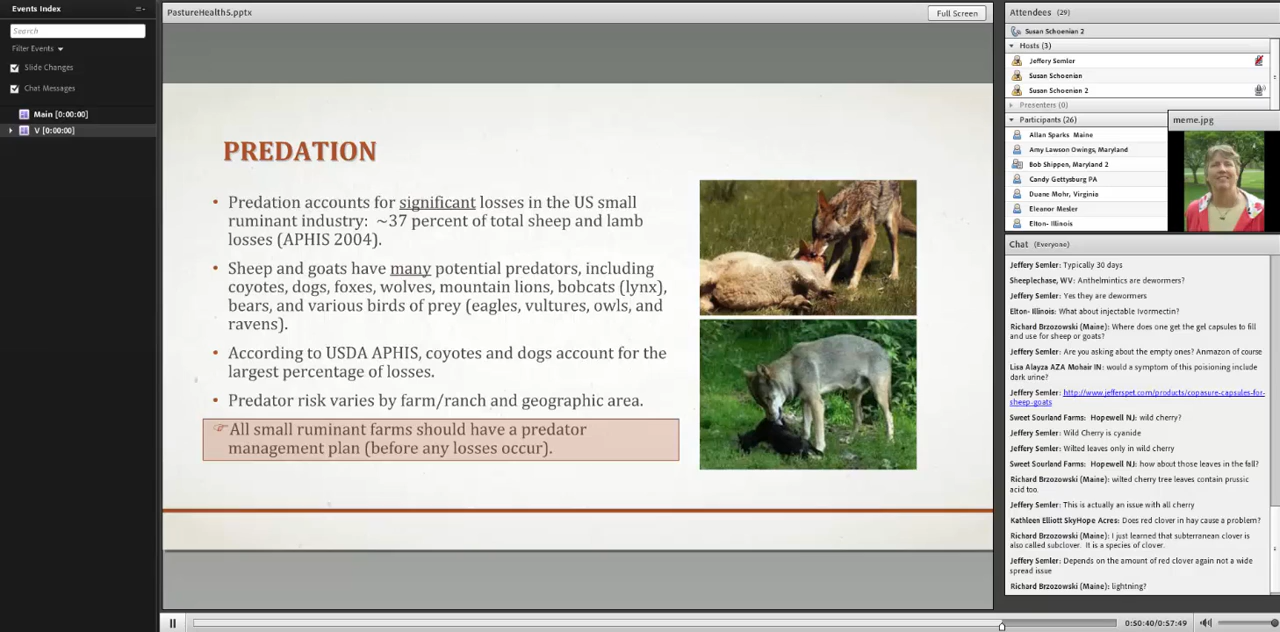 Events Index
Search
Filter Events
Slide Changes
Chat Messages
Main [0:00:00]
V [0:00:00]
PastureHealth5.pptx
Full Screen
PREDATION
• Predation accounts for significant losses in the US small
ruminant industry: ~37 percent of total sheep and lamb
losses (APHIS 2004).
• Sheep and goats have many potential predators, including
coyotes, dogs, foxes, wolves, mountain lions, bobcats (lynx),
bears, and various birds of prey (eagles, vultures, owls, and
ravens).
• According to USDA APHIS, coyotes and dogs account for the
largest percentage of losses.
• Predator risk varies by farm/ranch and geographic area.
☞All small ruminant farms should have a predator
management plan (before any losses occur).
Attendees (29)
Susan Schoenian 2
Hosts (3)
Jeffery Semler
Susan Schoenian
Susan Schoenian 2
Presenters (0)
Participants (26)
Allan Sparks Maine
Amy Lawson Owings, Maryland
Bob Shippen, Maryland 2
Candy Gettysburg PA
Duane Mohr, Virginia
Eleanor Mesler
Elton- Illinois
meme.jpg
Chat (Everyone)
Jeffery Semler: Typically 30 days
Sheeplechase, WV: Anthelmintics are dewormers?
Jeffery Semler: Yes they are dewormers
Elton- Illinois: What about injectable Ivormectin?
Richard Brzozowski (Maine): Where does one get the gel capsules to fill
and use for sheep or goats?
Jeffery Semler: Are you asking about the empty ones? Anmazon of course
Lisa Alayza AZA Mohair IN: would a symptom of this poisioning include
dark urine?
Jeffery Semler: http://www.jefferspet.com/products/copasure-capsules-for-
sheep-goats
Sweet Sourland Farms: Hopewell NJ: wild cherry?
Jeffery Semler: Wild Cherry is cyanide
Jeffery Semler: Wilted leaves only in wild cherry
Sweet Sourland Farms: Hopewell NJ: how about those leaves in the fall?
Richard Brzozowski (Maine): wilted cherry tree leaves contain prussic
acid too.
Jeffery Semler: This is actually an issue with all cherry
Kathleen Elliott SkyHope Acres: Does red clover in hay cause a problem?
Richard Brzozowski (Maine): I just learned that subterranean clover is
also called subclover. It is a species of clover.
Jeffery Semler: Depends on the amount of red clover again not a wide
spread issue
Richard Brzozowski (Maine): lightning?
0:50:40/0:57:49